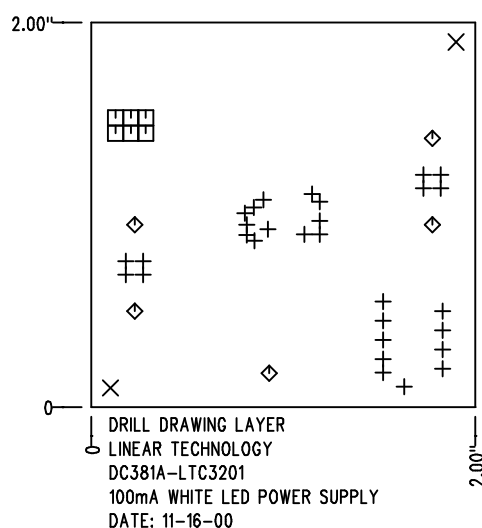 2.00"
0
0
2.00"
DRILL DRAWING LAYER
LINEAR TECHNOLOGY
DC381A-LTC3201
100mA WHITE LED POWER SUPPLY
DATE: 11-16-00